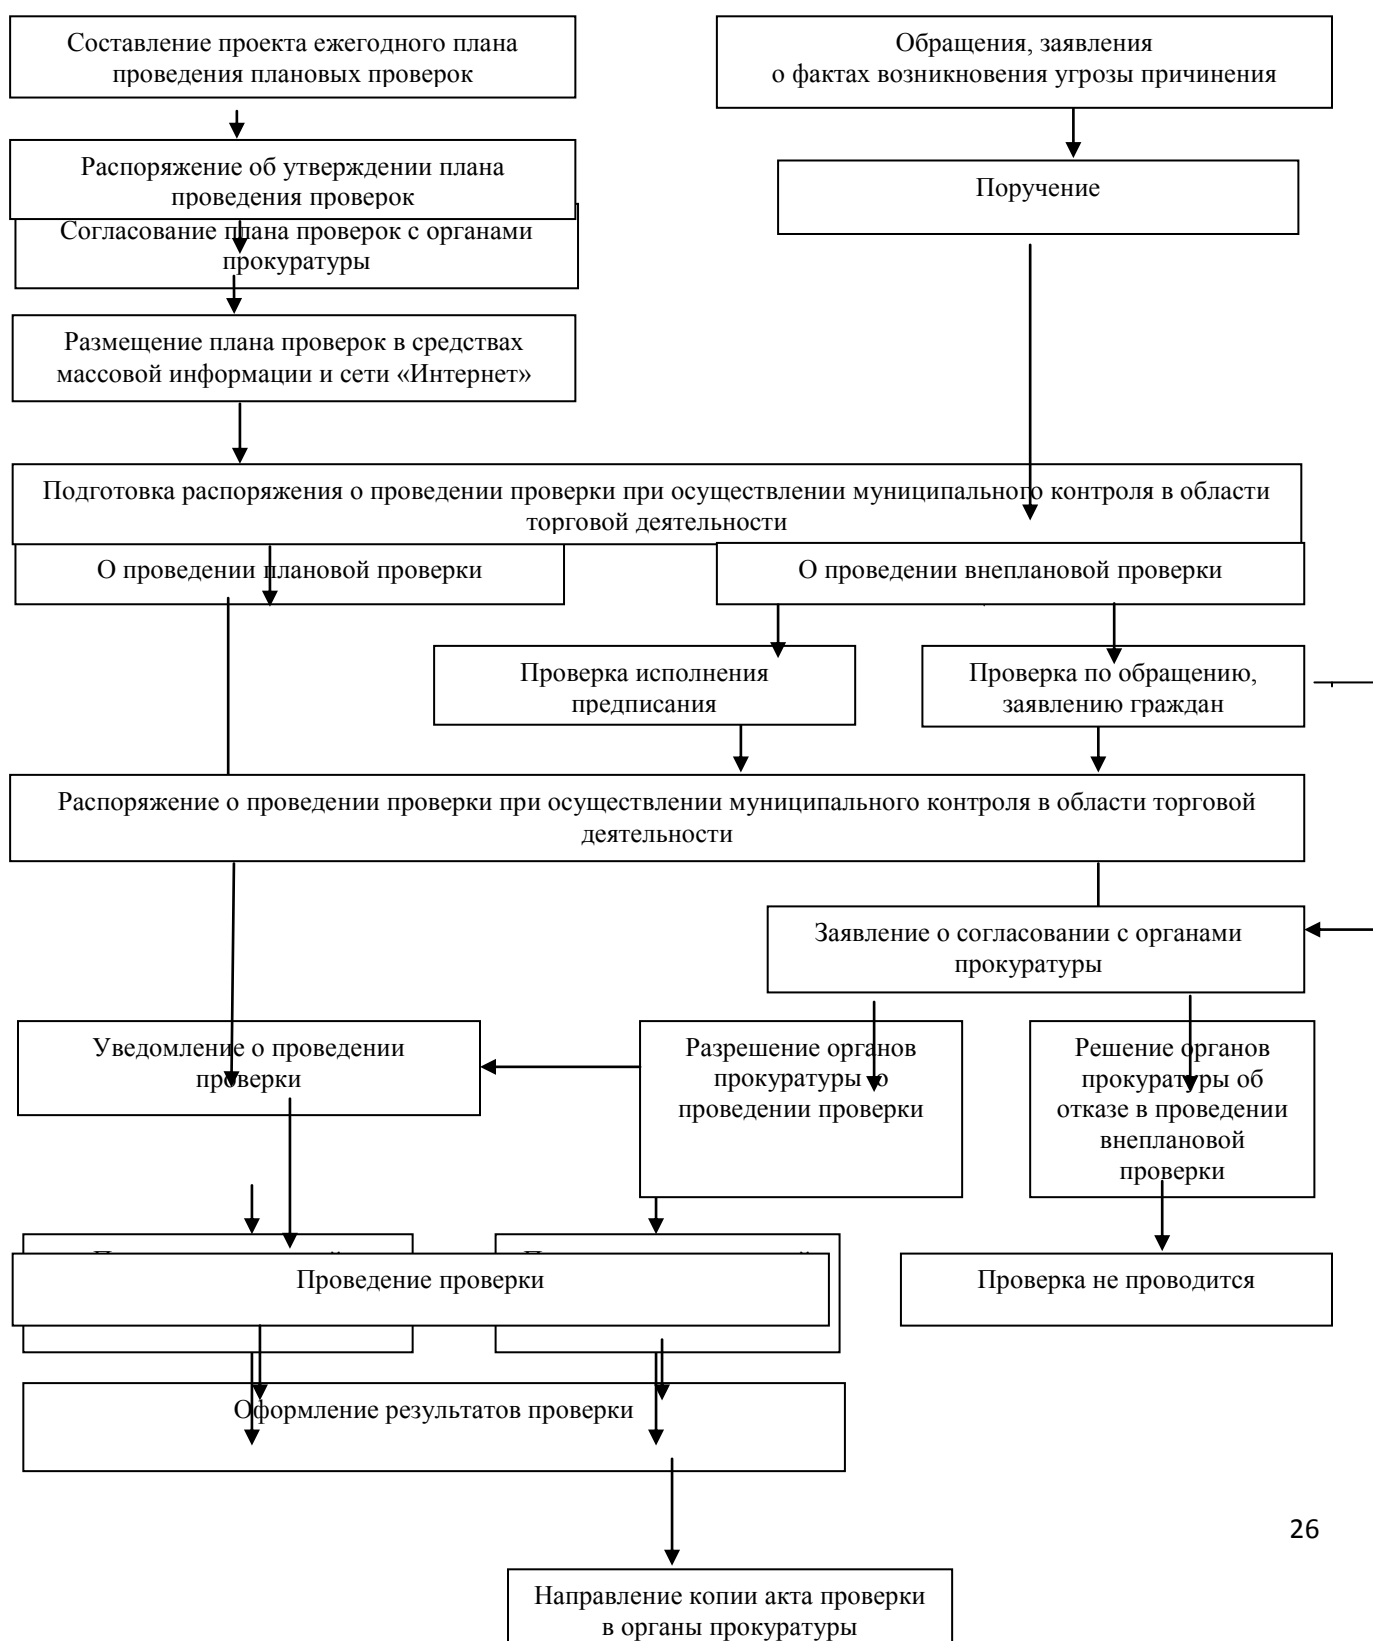 Составление проекта ежегодного плана
проведения плановых проверок
Обращения, заявления
о фактах возникновения угрозы причинения
Распоряжение об утверждении плана
проведения проверок
Поручение
Согласование плана проверок с органами
прокуратуры
Размещение плана проверок в средствах
массовой информации и сети «Интернет»
Подготовка распоряжения о проведении проверки при осуществлении муниципального контроля в области
торговой деятельности
О проведении плановой проверки
О проведении внеплановой проверки
Проверка исполнения
предписания
Проверка по обращению,
заявлению граждан
Распоряжение о проведении проверки при осуществлении муниципального контроля в области торговой
деятельности
Заявление о согласовании с органами
прокуратуры
Уведомление о проведении
проверки
Разрешение органов
прокуратуры о
проведении проверки
Решение органов
прокуратуры об
отказе в проведении
внеплановой
проверки
Проведение проверки
Проверка не проводится
Оформление результатов проверки
26
Направление копии акта проверки
в органы прокуратуры